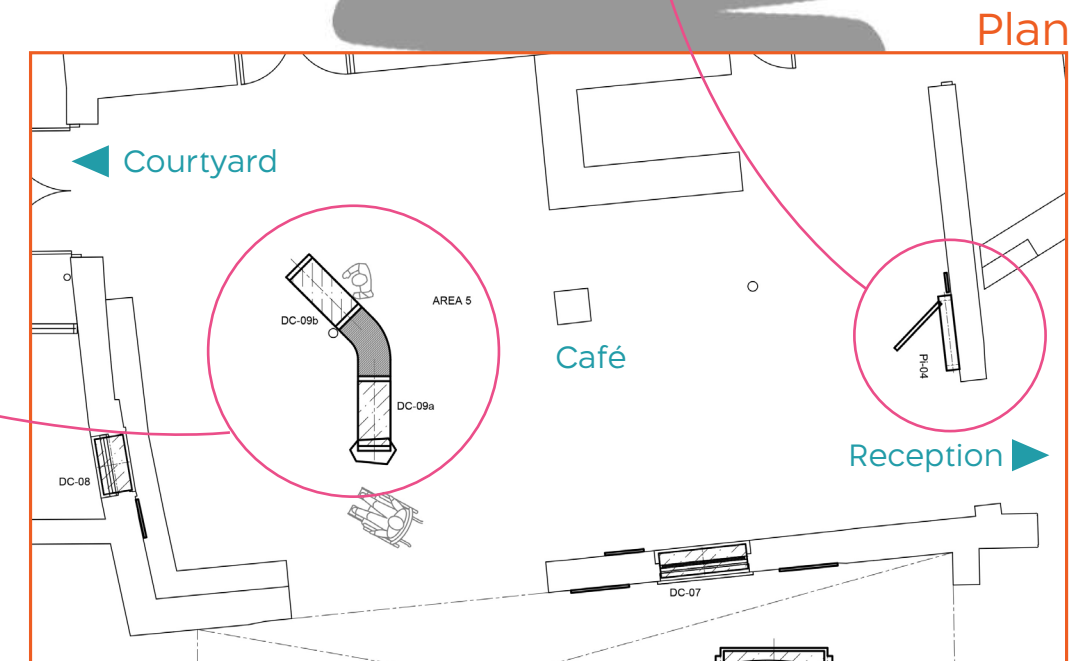 Plan
Courtyard
AREA 5
DC-09b
Café
PI-04
DC-09a
Reception
DC-08
DC-07